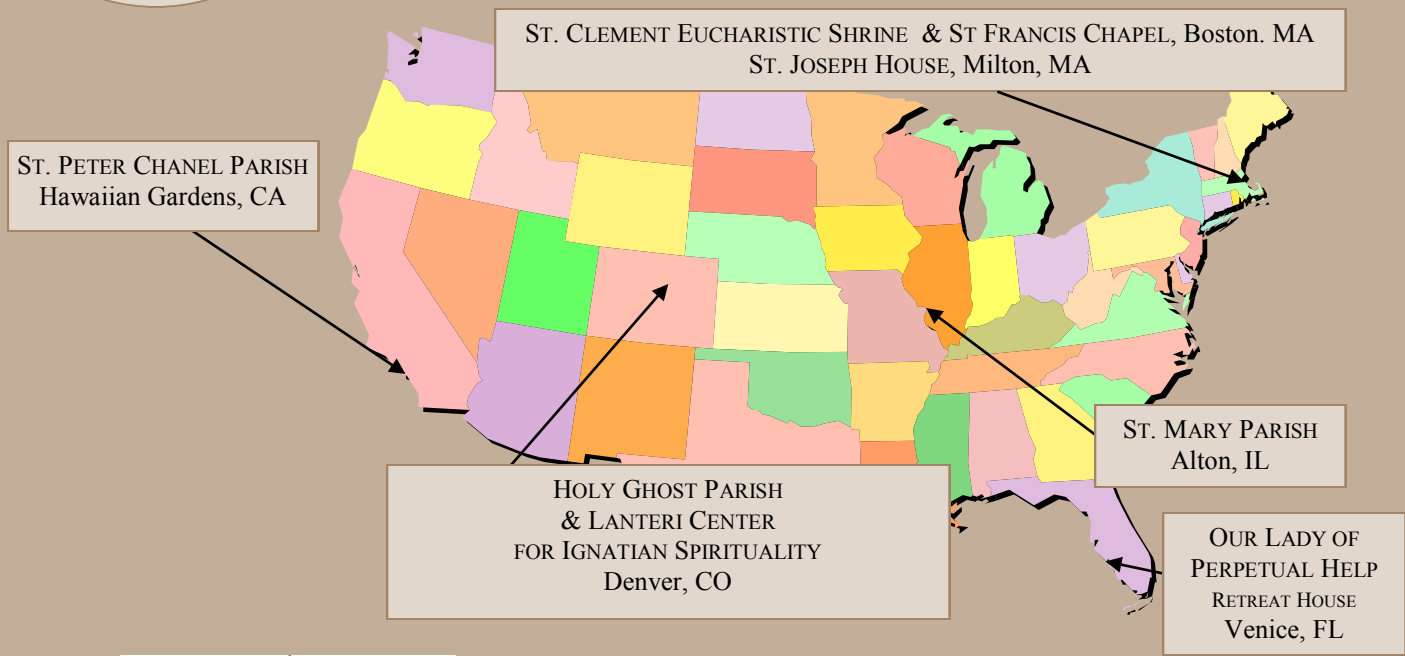 ST. CLEMENT EUCHARISTIC SHRINE & ST FRANCIS CHAPEL, Boston. MA
ST. JOSEPH HOUSE, Milton, MA
ST. PETER CHANEL PARISH
Hawaiian Gardens, CA
ST. MARY PARISH
Alton, IL
HOLY GHOST PARISH
& LANTERI CENTER
FOR IGNATIAN SPIRITUALITY
Denver, CO
OUR LADY OF
PERPETUAL HELP
RETREAT HOUSE
Venice, FL